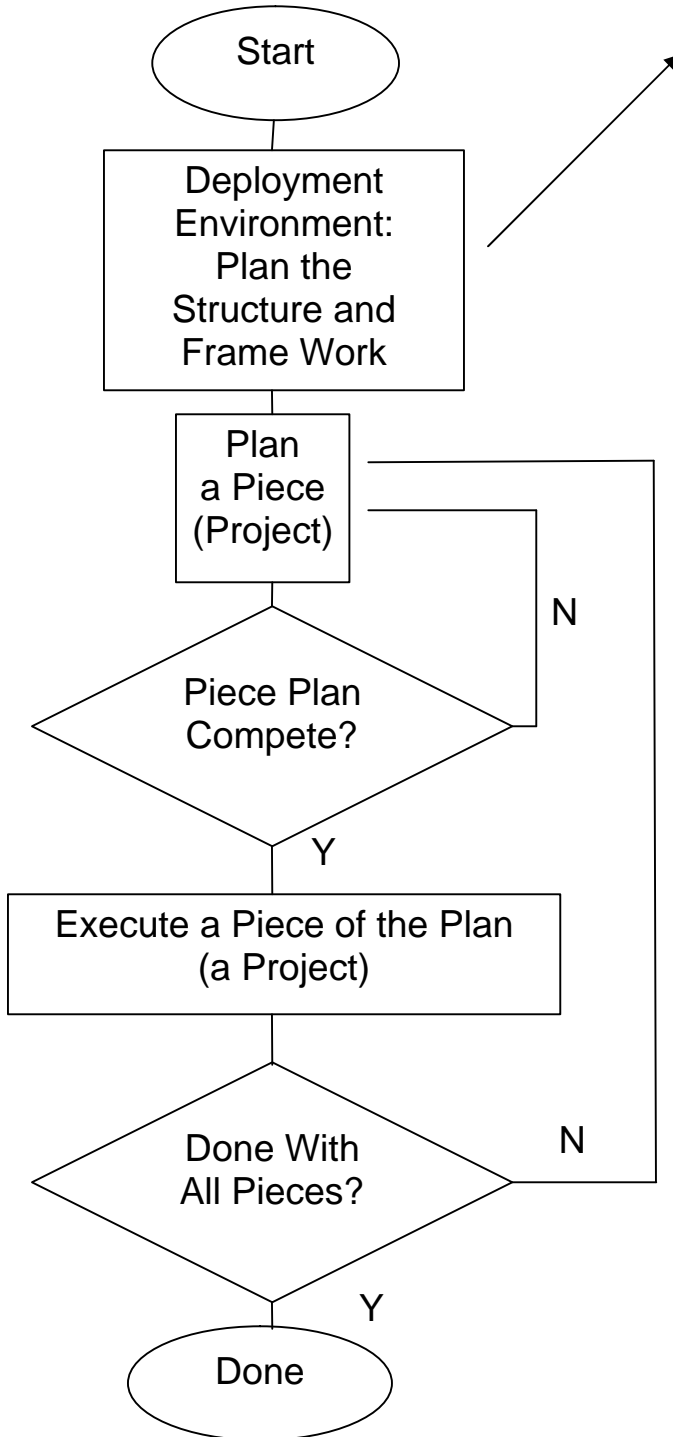 Start
Deployment
Environment:
Plan the
Structure and
Frame Work
Plan
a Piece
(Project)
N
Piece Plan
Compete?
Y
Execute a Piece of the Plan
(a Project)
Done With
All Pieces?
N
Y
Done